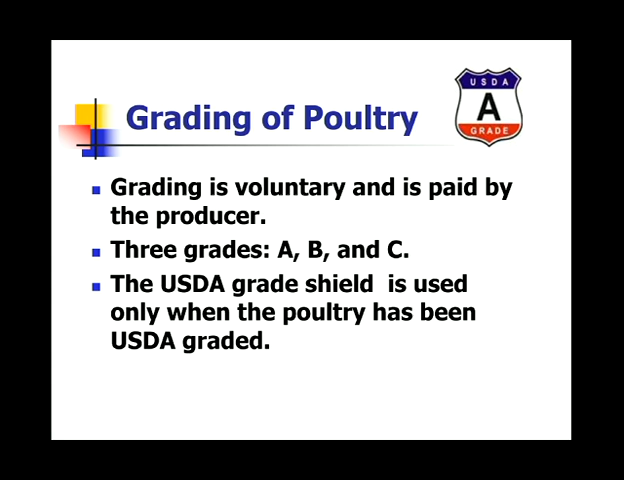 USDA
A
GRADE
Grading of Poultry
Grading is voluntary and is paid by
the producer.
Three grades: A, B, and C.
The USDA grade shield is used
only when the poultry has been
USDA graded.